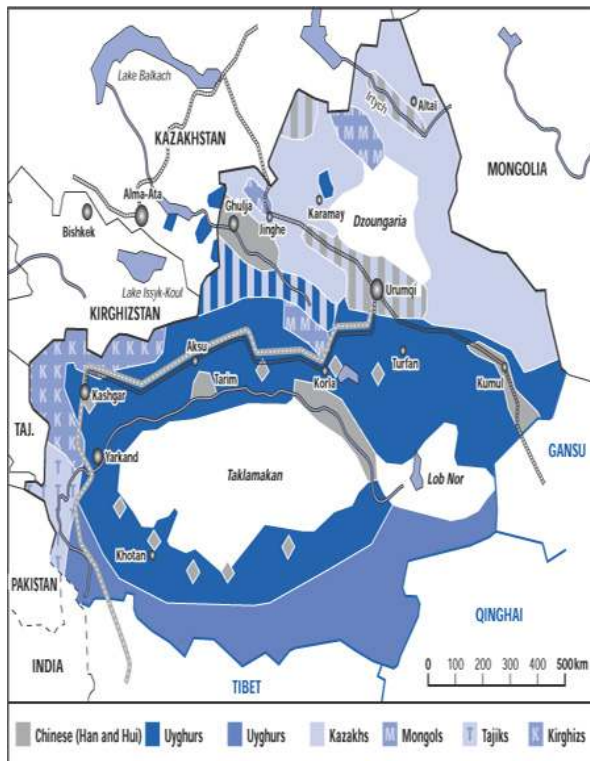 Lake Balkach
Irtych
Altai
KAZAKHSTAN
MONGOLIA
Alma-Ata
Ghulja
Karamay
Dzoungaria
Bishkek
Jinghe
Urumqi
Lake Issyk-Koul
KIRGHIZSTAN
Aksu
Turfan
Kumul
Korla
Tarim
Kashgar
TAJ.
GANSU
Yarkand
Taklamakan
Lob Nor
Khotan
PAKISTAN
QINGHAI
INDIA
TIBET
0 100 200 300 400 500 km
M M
M M
M
M M
M
K K K K K
K K
K K
K K
K K
T T
T T
T
Chinese (Han and Hui) Uyghurs Uyghurs Kazakhs M Mongols T Tajiks K Kirghizs